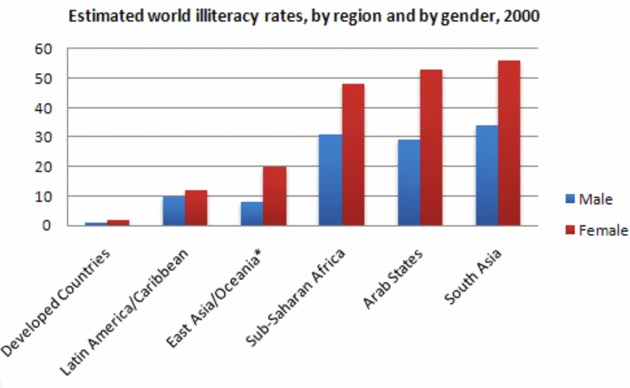 Estimated world illiteracy rates, by region and by gender, 2000
60
50
40
30
20
10
0
Developed Countries
Latin America/Caribbean
East Asia/Oceania*
Sub-Saharan Africa
Arab States
South Asia
Male
Female